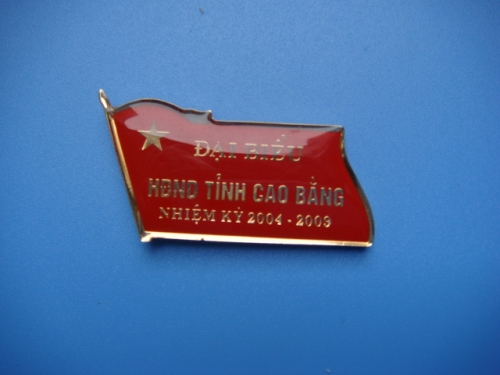 ĐẠI BIỂU
HĐND TỈNH CAO BẰNG
NHIỆM KỲ 2004 - 2009